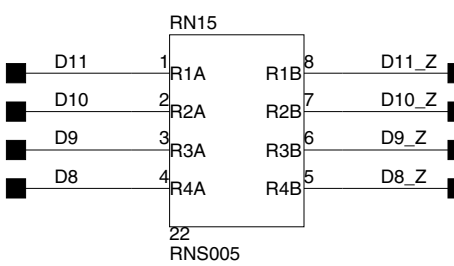 RN15
D11 1 R1A R1B 8 D11_Z
D10 2 R2A R2B 7 D10_Z
D9 3 R3A R3B 6 D9_Z
D8 4 R4A R4B 5 D8_Z
22
RNS005